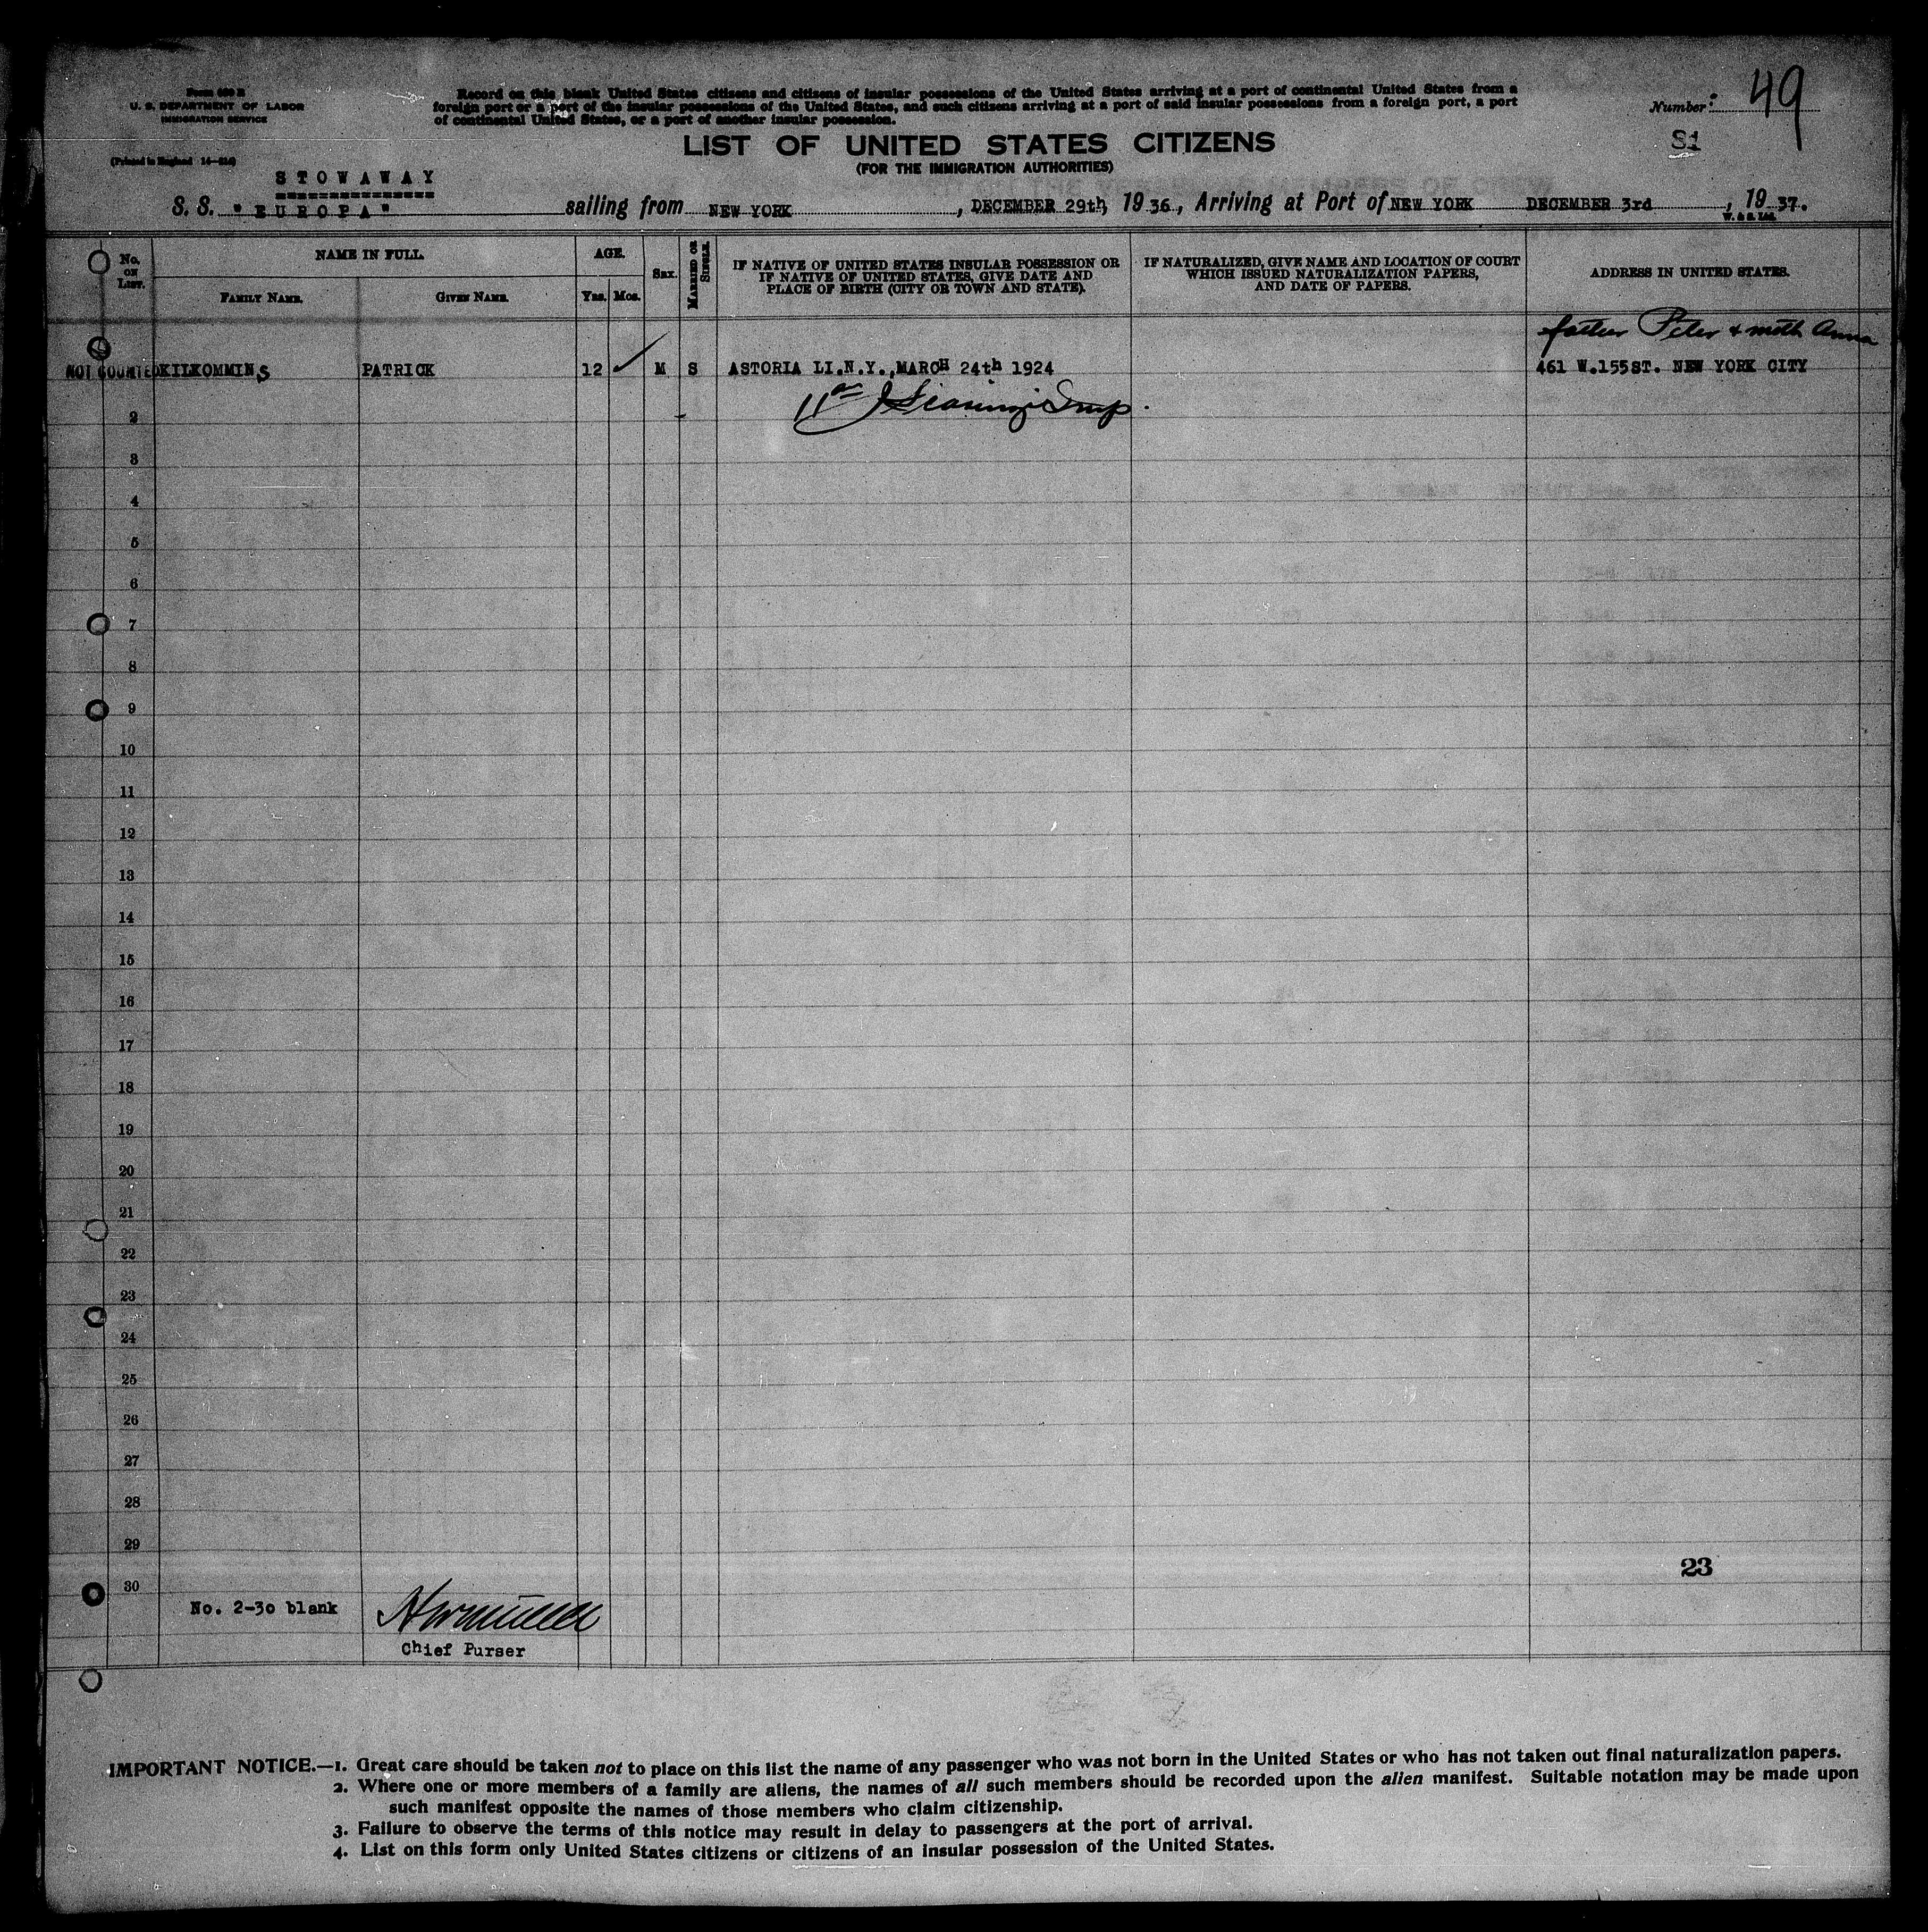 Form 630 B
U. S. DEPARTMENT OF LABOR
IMMIGRATION SERVICE
(Printed in England 14-814)
Record on this blank United States citizens and citizens of insular possessions of the United States arriving at a port of continental United States from a
foreign port or a port of the insular possessions of the United States, and such citizens arriving at a port of said insular possessions from a foreign port, a port
of continental United States, or a port of another insular possession.
Number: 49
S1
LIST OF UNITED STATES CITIZENS
(FOR THE IMMIGRATION AUTHORITIES)
STOWAWAY
S. S. "EUROPA" sailing from NEW YORK, DECEMBER 29th, 1936, Arriving at Port of NEW YORK DECEMBER 3rd, 1937.
W. & S. Ltd.
No. ON LIST.
NAME IN FULL.
FAMILY NAME.
GIVEN NAME.
AGE.
YRS.
MOS.
SEX.
MARRIED OR SINGLE.
IF NATIVE OF UNITED STATES INSULAR POSSESSION OR
IF NATIVE OF UNITED STATES, GIVE DATE AND
PLACE OF BIRTH (CITY OR TOWN AND STATE).
IF NATURALIZED, GIVE NAME AND LOCATION OF COURT
WHICH ISSUED NATURALIZATION PAPERS,
AND DATE OF PAPERS.
ADDRESS IN UNITED STATES.
father Peter & moth Anna
NOT COUNTED KILKOMMINS PATRICK 12 M S ASTORIA LI.N.Y.,MARCH 24th 1924 461 W.155ST. NEW YORK CITY
2
3
4
5
6
7
8
9
10
11
12
13
14
15
16
17
18
19
20
21
22
23
24
25
26
27
28
29
23
30
No. 2-30 blank
Chief Purser
IMPORTANT NOTICE.—1. Great care should be taken not to place on this list the name of any passenger who was not born in the United States or who has not taken out final naturalization papers.
2. Where one or more members of a family are aliens, the names of all such members should be recorded upon the alien manifest. Suitable notation may be made upon
such manifest opposite the names of those members who claim citizenship.
3. Failure to observe the terms of this notice may result in delay to passengers at the port of arrival.
4. List on this form only United States citizens or citizens of an insular possession of the United States.